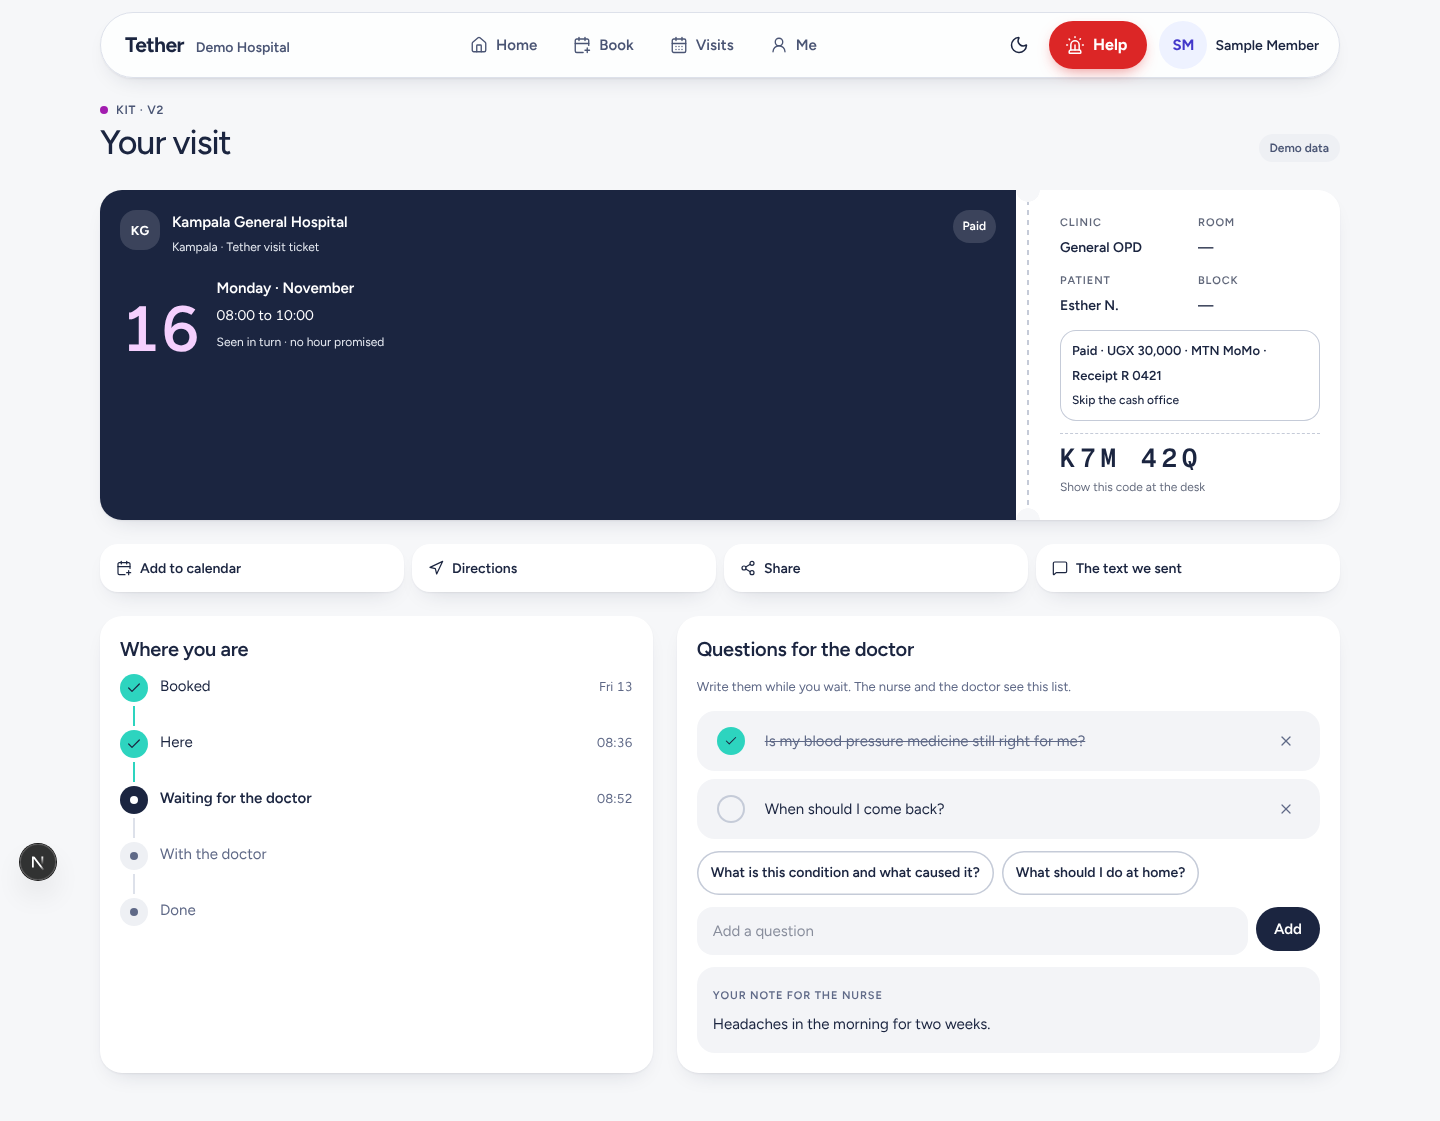 Tether Demo Hospital
Home
Book
Visits
Me
Help
SM
Sample Member
KIT · V2
Your visit
Demo data
KG
Kampala General Hospital
Kampala · Tether visit ticket
Paid
16
Monday · November
08:00 to 10:00
Seen in turn · no hour promised
CLINIC
General OPD
ROOM
—
PATIENT
Esther N.
BLOCK
—
Paid · UGX 30,000 · MTN MoMo ·
Receipt R 0421
Skip the cash office
K7M 42Q
Show this code at the desk
Add to calendar
Directions
Share
The text we sent
Where you are
Booked
Fri 13
Here
08:36
Waiting for the doctor
08:52
With the doctor
Done
Questions for the doctor
Write them while you wait. The nurse and the doctor see this list.
Is my blood pressure medicine still right for me?
When should I come back?
What is this condition and what caused it?
What should I do at home?
Add a question
Add
YOUR NOTE FOR THE NURSE
Headaches in the morning for two weeks.
N